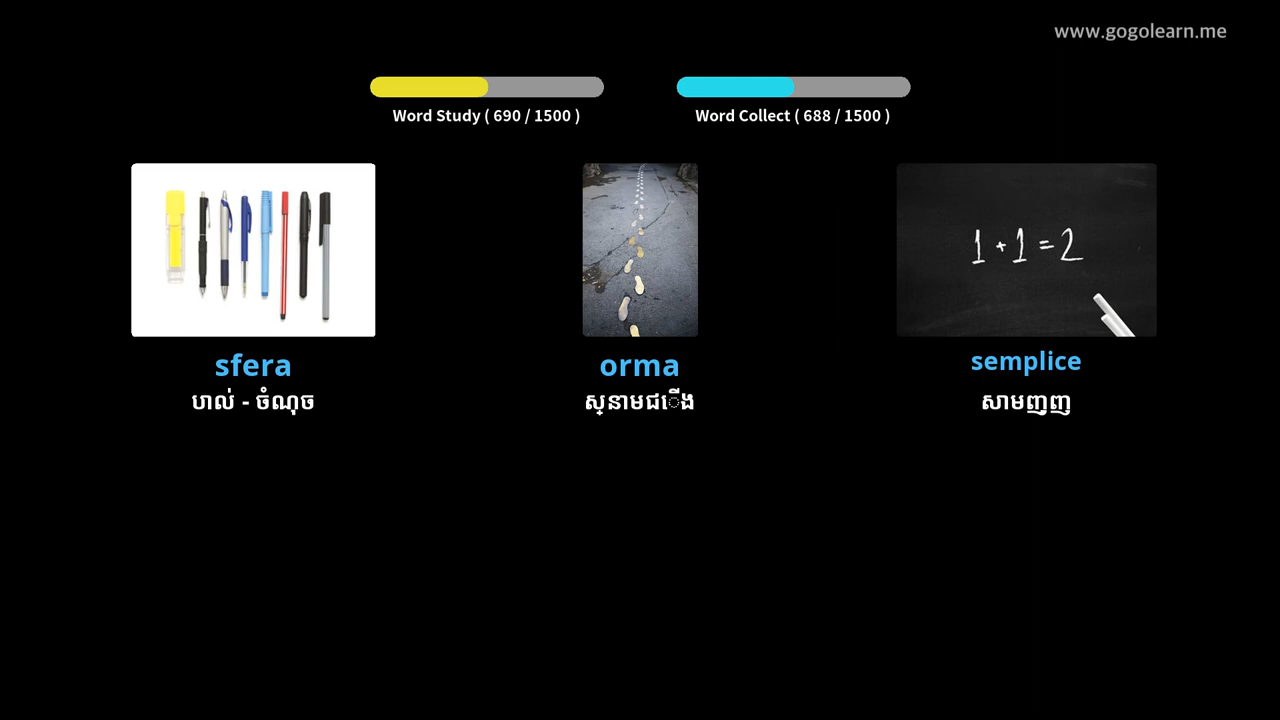 www.gogolearn.me
Word Study ( 690 / 1500 )
Word Collect ( 688 / 1500 )
1 + 1 = 2
sfera
orma
semplice
បាល់ - ចំណុច
ស្នាមជើង
សាមញ្ញ